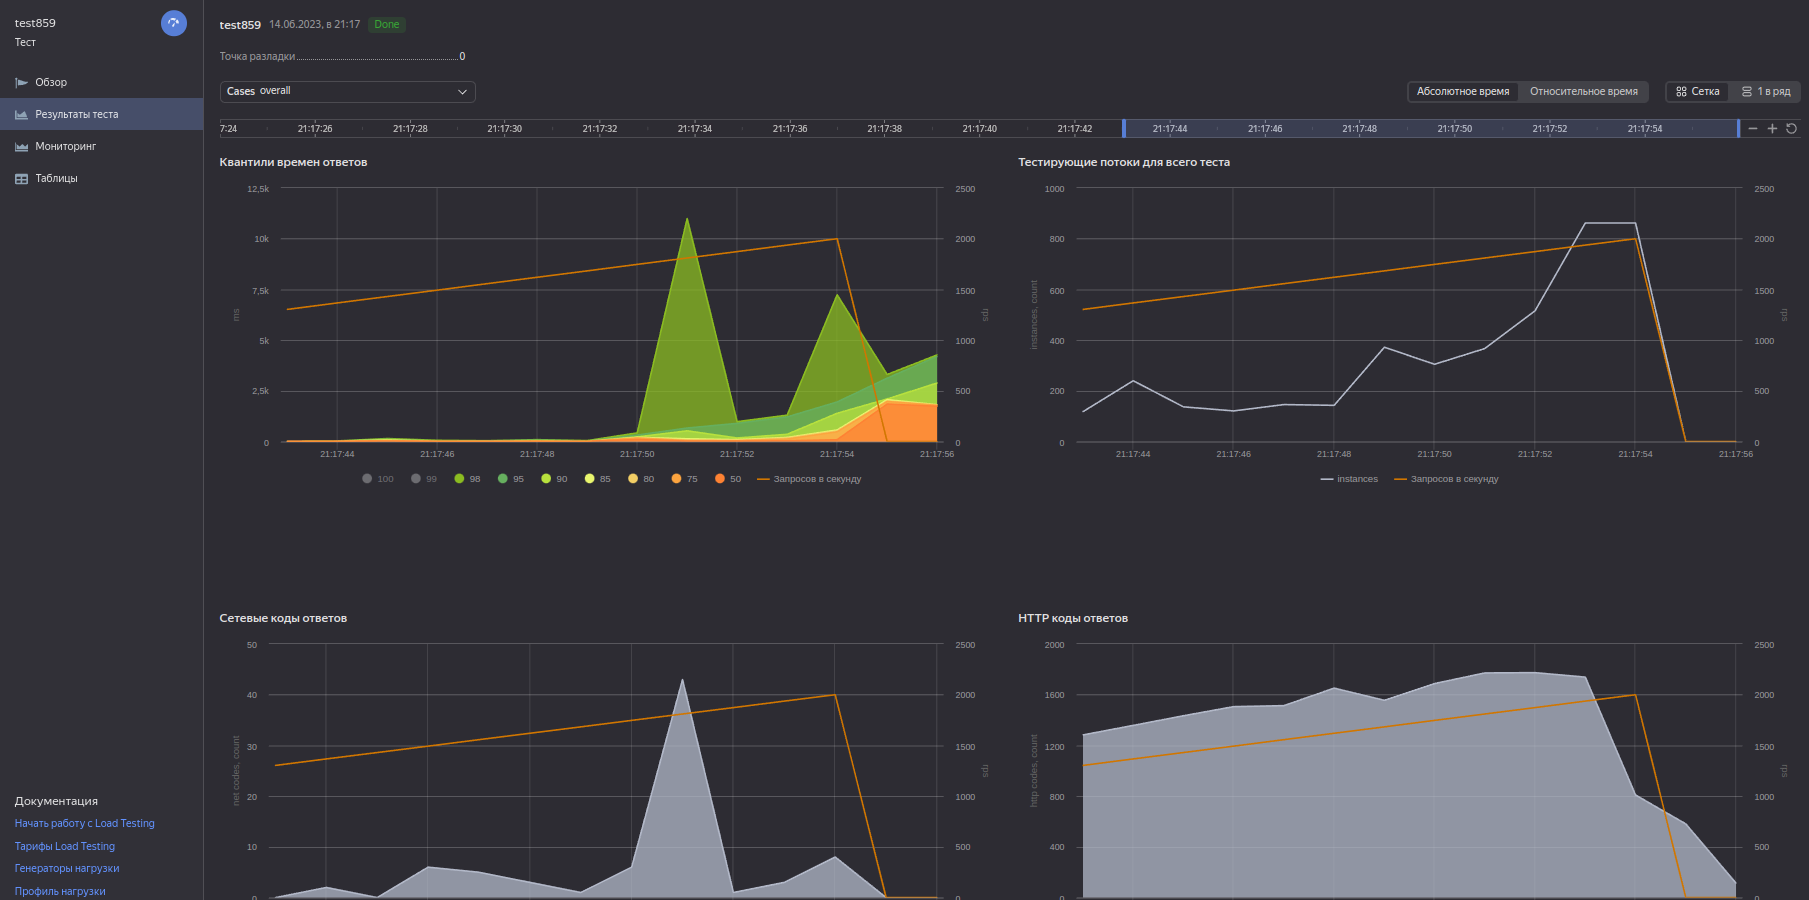 test859
Тест
Обзор
Результаты теста
Мониторинг
Таблицы
Документация
Начать работу с Load Testing
Тарифы Load Testing
Генераторы нагрузки
Профиль нагрузки
test859 14.06.2023, в 21:17 Done
Точка разладки 0
Cases overall
Абсолютное время Относительное время Сетка 1 в ряд
7:24 21:17:26 21:17:28 21:17:30 21:17:32 21:17:34 21:17:36 21:17:38 21:17:40 21:17:42 21:17:44 21:17:46 21:17:48 21:17:50 21:17:52 21:17:54
Квантили времен ответов
12,5k 2500
10k 2000
7,5k 1500
ms rps
5k 1000
2,5k 500
0 0
21:17:44 21:17:46 21:17:48 21:17:50 21:17:52 21:17:54 21:17:56
100 99 98 95 90 85 80 75 50 Запросов в секунду
Тестирующие потоки для всего теста
1000 2500
800 2000
600 1500
instances, count rps
400 1000
200 500
0 0
21:17:44 21:17:46 21:17:48 21:17:50 21:17:52 21:17:54 21:17:56
instances Запросов в секунду
Сетевые коды ответов
50 2500
40 2000
30 1500
net codes, count rps
20 1000
10 500
0 0
HTTP коды ответов
2000 2500
1600 2000
1200 1500
http codes, count rps
800 1000
400 500
0 0